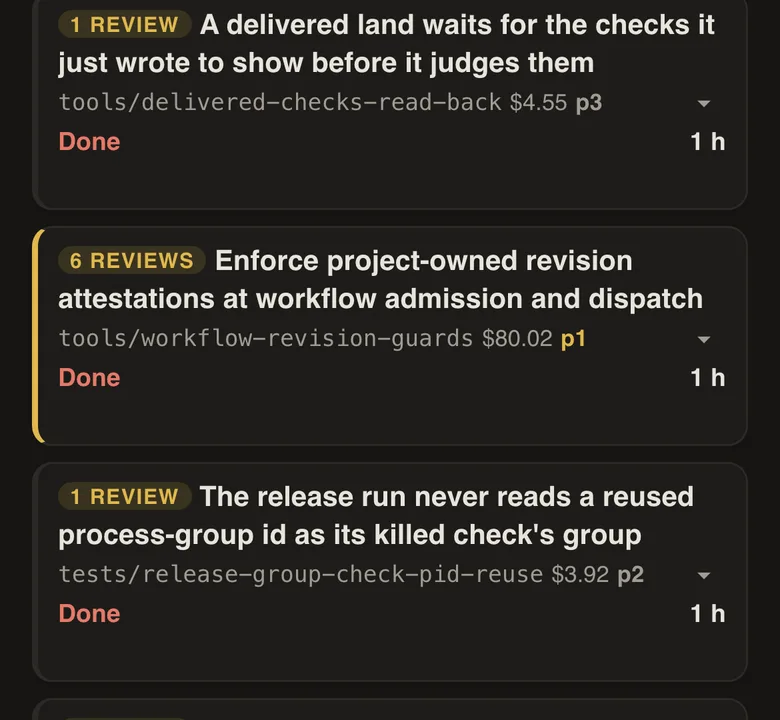 1 REVIEW A delivered land waits for the checks it
just wrote to show before it judges them
tools/delivered-checks-read-back $4.55 p3
Done 1 h
6 REVIEWS Enforce project-owned revision
attestations at workflow admission and dispatch
tools/workflow-revision-guards $80.02 p1
Done 1 h
1 REVIEW The release run never reads a reused
process-group id as its killed check's group
tests/release-group-check-pid-reuse $3.92 p2
Done 1 h